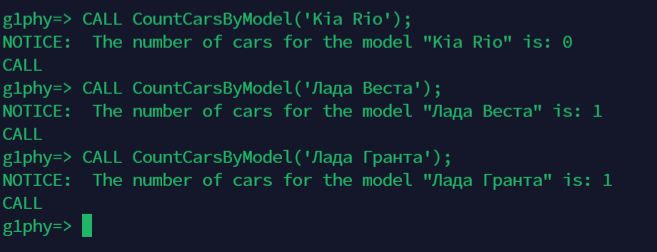 g1phy=> CALL CountCarsByModel('Kia Rio');
NOTICE:  The number of cars for the model "Kia Rio" is: 0
CALL
g1phy=> CALL CountCarsByModel('Лада Веста');
NOTICE:  The number of cars for the model "Лада Веста" is: 1
CALL
g1phy=> CALL CountCarsByModel('Лада Гранта');
NOTICE:  The number of cars for the model "Лада Гранта" is: 1
CALL
g1phy=>